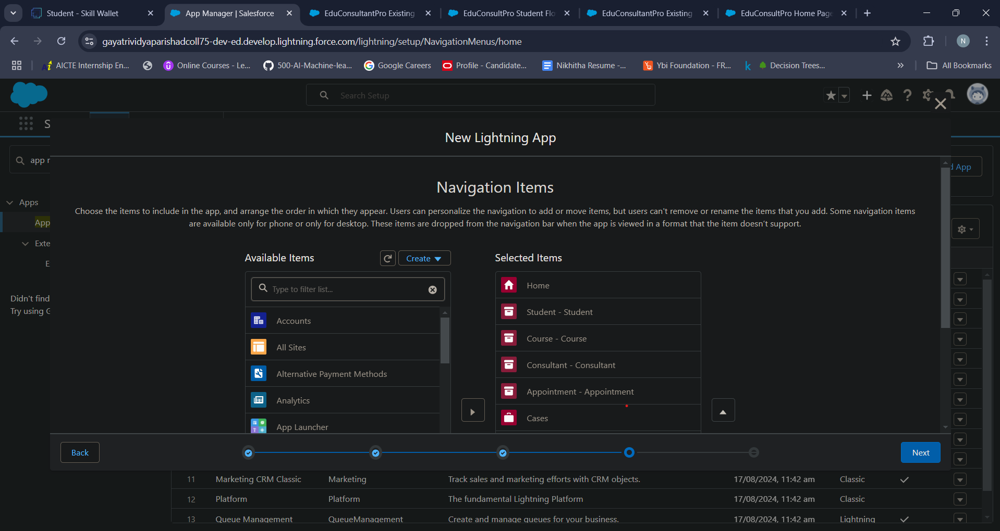 Student - Skill Wallet
App Manager | Salesforce
EduConsultantPro Existing
EduConsultPro Student Flo
EduConsultantPro Existing
EduConsultPro Home Page
gayatrividyaparishadcoll75-dev-ed.develop.lightning.force.com/lightning/setup/NavigationMenus/home
N
AICTE Internship En...
Online Courses - Le...
500-AI-Machine-lea...
Google Careers
Profile - Candidate...
Nikhitha Resume -...
Ybi Foundation - FR...
Decision Trees...
All Bookmarks
Search Setup
S
New Lightning App
app r
d App
Navigation Items
Apps
Choose the items to include in the app, and arrange the order in which they appear. Users can personalize the navigation to add or move items, but users can't remove or rename the items that you add. Some navigation items
are available only for phone or only for desktop. These items are dropped from the navigation bar when the app is viewed in a format that the item doesn't support.
App
Exte
E
Available Items
Create
Selected Items
Type to filter list...
Didn't find
Try using G
Accounts
All Sites
Alternative Payment Methods
Analytics
App Launcher
Home
Student - Student
Course - Course
Consultant - Consultant
Appointment - Appointment
Cases
Back
Next
11 Marketing CRM Classic Marketing Track sales and marketing efforts with CRM objects. 17/08/2024, 11:42 am Classic
12 Platform Platform The fundamental Lightning Platform 17/08/2024, 11:42 am Classic
13 Queue Management QueueManagement Create and manage queues for your business. 17/08/2024, 11:42 am Lightning